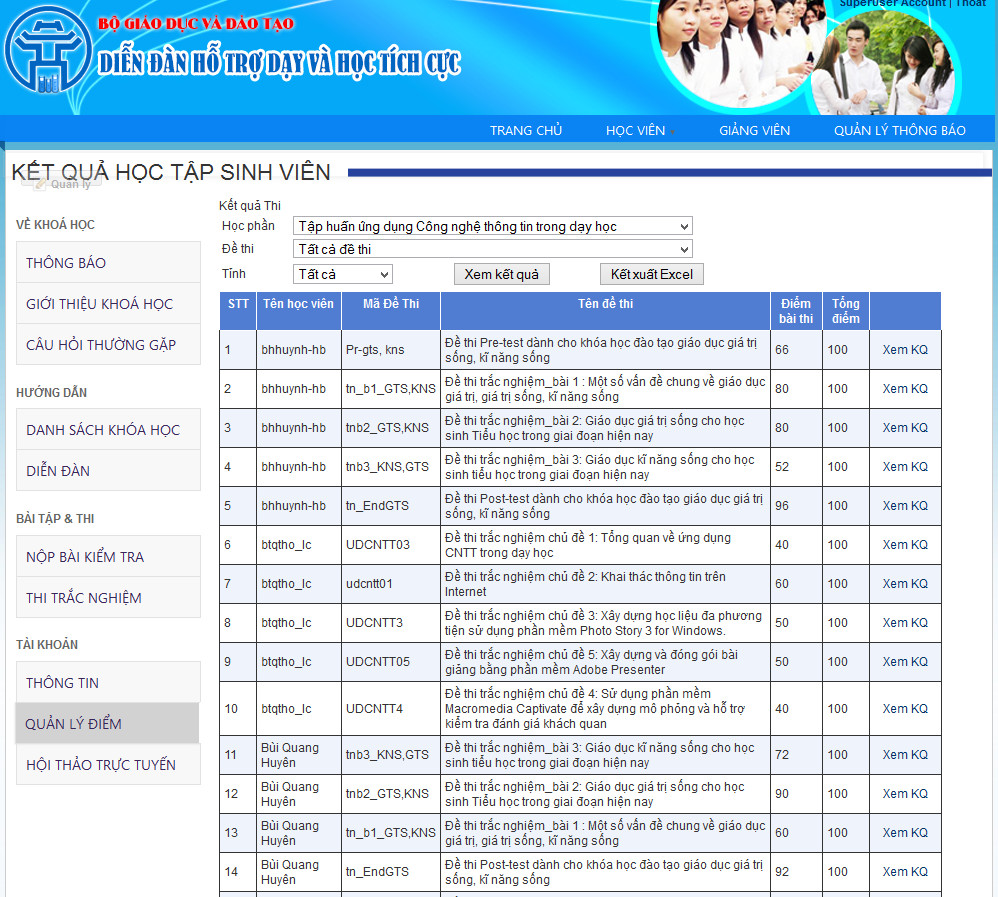 SuperUser Account | Thoát
BỘ GIÁO DỤC VÀ ĐÀO TẠO
DIỄN ĐÀN HỖ TRỢ DẠY VÀ HỌC TÍCH CỰC
TRANG CHỦ HỌC VIÊN GIẢNG VIÊN QUẢN LÝ THÔNG BÁO
KẾT QUẢ HỌC TẬP SINH VIÊN
Quản lý
VỀ KHOÁ HỌC
THÔNG BÁO
GIỚI THIỆU KHOÁ HỌC
CÂU HỎI THƯỜNG GẶP
HƯỚNG DẪN
DANH SÁCH KHÓA HỌC
DIỄN ĐÀN
BÀI TẬP & THI
NỘP BÀI KIỂM TRA
THI TRẮC NGHIỆM
TÀI KHOẢN
THÔNG TIN
QUẢN LÝ ĐIỂM
HỘI THẢO TRỰC TUYẾN
Kết quả Thi
Học phần Tập huấn ứng dụng Công nghệ thông tin trong dạy học
Đề thi Tất cả đề thi
Tính Tất cả Xem kết quả Kết xuất Excel
STT Tên học viên Mã Đề Thi Tên đề thi Điểm bài thi Tổng điểm
1 bhhuynh-hb Pr-gts, kns Đề thi Pre-test dành cho khóa học đào tạo giáo dục giá trị 66 100 Xem KQ
sống, kĩ năng sống
2 bhhuynh-hb tn_b1_GTS,KNS Đề thi trắc nghiệm_bài 1 : Một số vấn đề chung về giáo dục 80 100 Xem KQ
giá trị, giá trị sống, kĩ năng sống
3 bhhuynh-hb tnb2_GTS,KNS Đề thi trắc nghiệm_bài 2: Giáo dục giá trị sống cho học 80 100 Xem KQ
sinh Tiểu học trong giai đoạn hiện nay
4 bhhuynh-hb tnb3_KNS,GTS Đề thi trắc nghiệm_bài 3: Giáo dục kĩ năng sống cho học 52 100 Xem KQ
sinh tiểu học trong giai đoạn hiện nay
5 bhhuynh-hb tn_EndGTS Đề thi Post-test dành cho khóa học đào tạo giáo dục giá trị 96 100 Xem KQ
sống, kĩ năng sống
6 btqtho_lc UDCNTT03 Đề thi trắc nghiệm chủ đề 1: Tổng quan về ứng dụng 40 100 Xem KQ
CNTT trong dạy học
7 btqtho_lc udcntt01 Đề thi trắc nghiệm chủ đề 2: Khai thác thông tin trên 60 100 Xem KQ
Internet
8 btqtho_lc UDCNTT3 Đề thi trắc nghiệm chủ đề 3: Xây dựng học liệu đa phương 50 100 Xem KQ
tiện sử dụng phần mềm Photo Story 3 for Windows.
9 btqtho_lc UDCNTT05 Đề thi trắc nghiệm chủ đề 5: Xây dựng và đóng gói bài 50 100 Xem KQ
giảng bằng phần mềm Adobe Presenter
10 btqtho_lc UDCNTT4 Đề thi trắc nghiệm chủ đề 4: Sử dụng phần mềm 40 100 Xem KQ
Macromedia Captivate để xây dựng mô phỏng và hỗ trợ
kiểm tra đánh giá khách quan
11 Bùi Quang Huyên tnb3_KNS,GTS Đề thi trắc nghiệm_bài 3: Giáo dục kĩ năng sống cho học 72 100 Xem KQ
sinh tiểu học trong giai đoạn hiện nay
12 Bùi Quang Huyên tnb2_GTS,KNS Đề thi trắc nghiệm_bài 2: Giáo dục giá trị sống cho học 90 100 Xem KQ
sinh Tiểu học trong giai đoạn hiện nay
13 Bùi Quang Huyên tn_b1_GTS,KNS Đề thi trắc nghiệm_bài 1 : Một số vấn đề chung về giáo dục 60 100 Xem KQ
giá trị, giá trị sống, kĩ năng sống
14 Bùi Quang Huyên tn_EndGTS Đề thi Post-test dành cho khóa học đào tạo giáo dục giá trị 92 100 Xem KQ
sống, kĩ năng sống